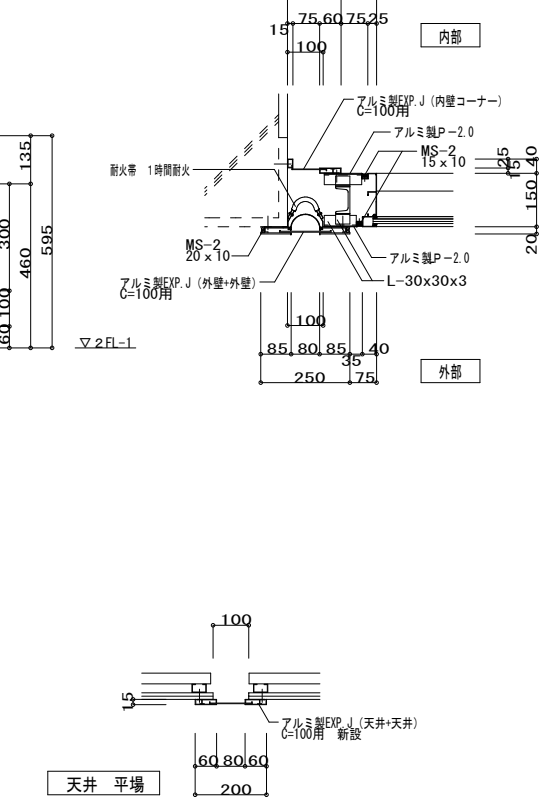 15 75 60 75 25
100
内部
アルミ製EXP.J (内壁コーナー)
C=100用
アルミ製P-2.0
MS-2
15×10
耐火帯 1時間耐火
25
15
40
150
20
135
300
460
595
100
60
MS-2
20×10
アルミ製P-2.0
アルミ製EXP.J (外壁+外壁)
C=100用
L-30x30x3
▽2FL-1
100
85 80 85 40
35
250 75
外部
100
15
アルミ製EXP.J (天井+天井)
C=100用 新設
60 80 60
200
天井 平場